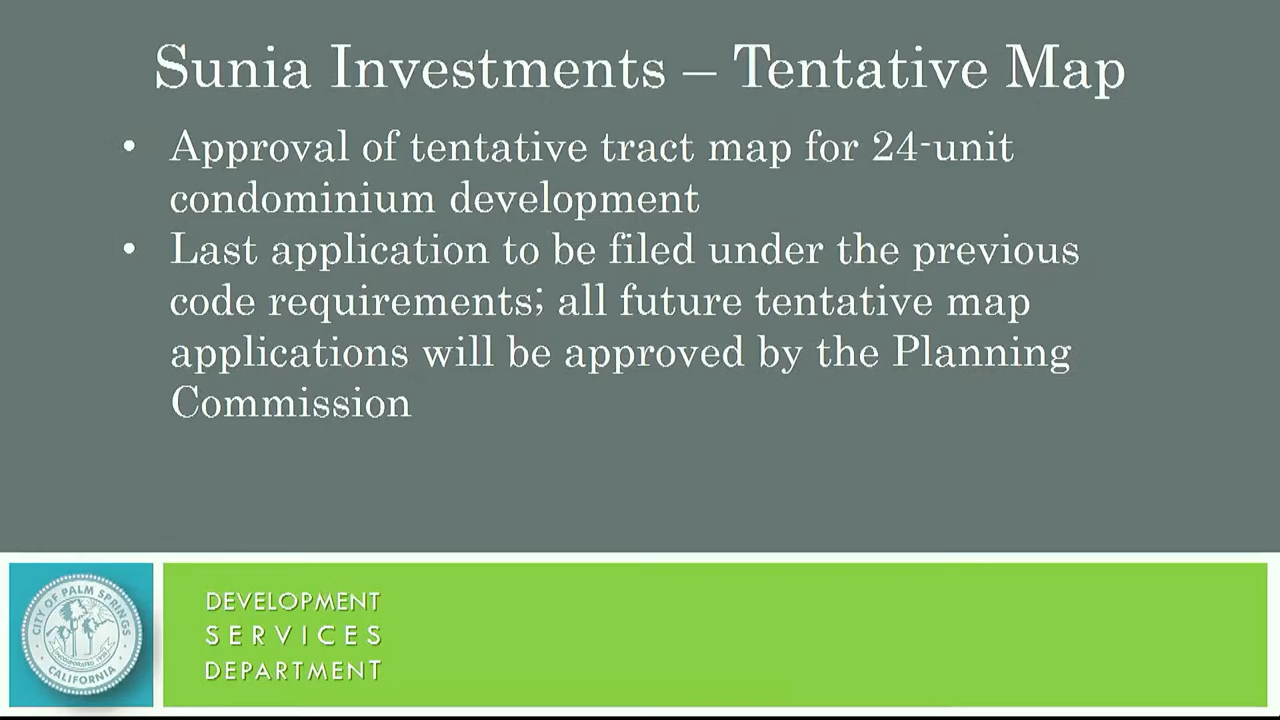 Sunia Investments – Tentative Map
• Approval of tentative tract map for 24-unit
condominium development
• Last application to be filed under the previous
code requirements; all future tentative map
applications will be approved by the Planning
Commission
CITY OF PALM SPRINGS
CALIFORNIA
DEVELOPMENT
SERVICES
DEPARTMENT